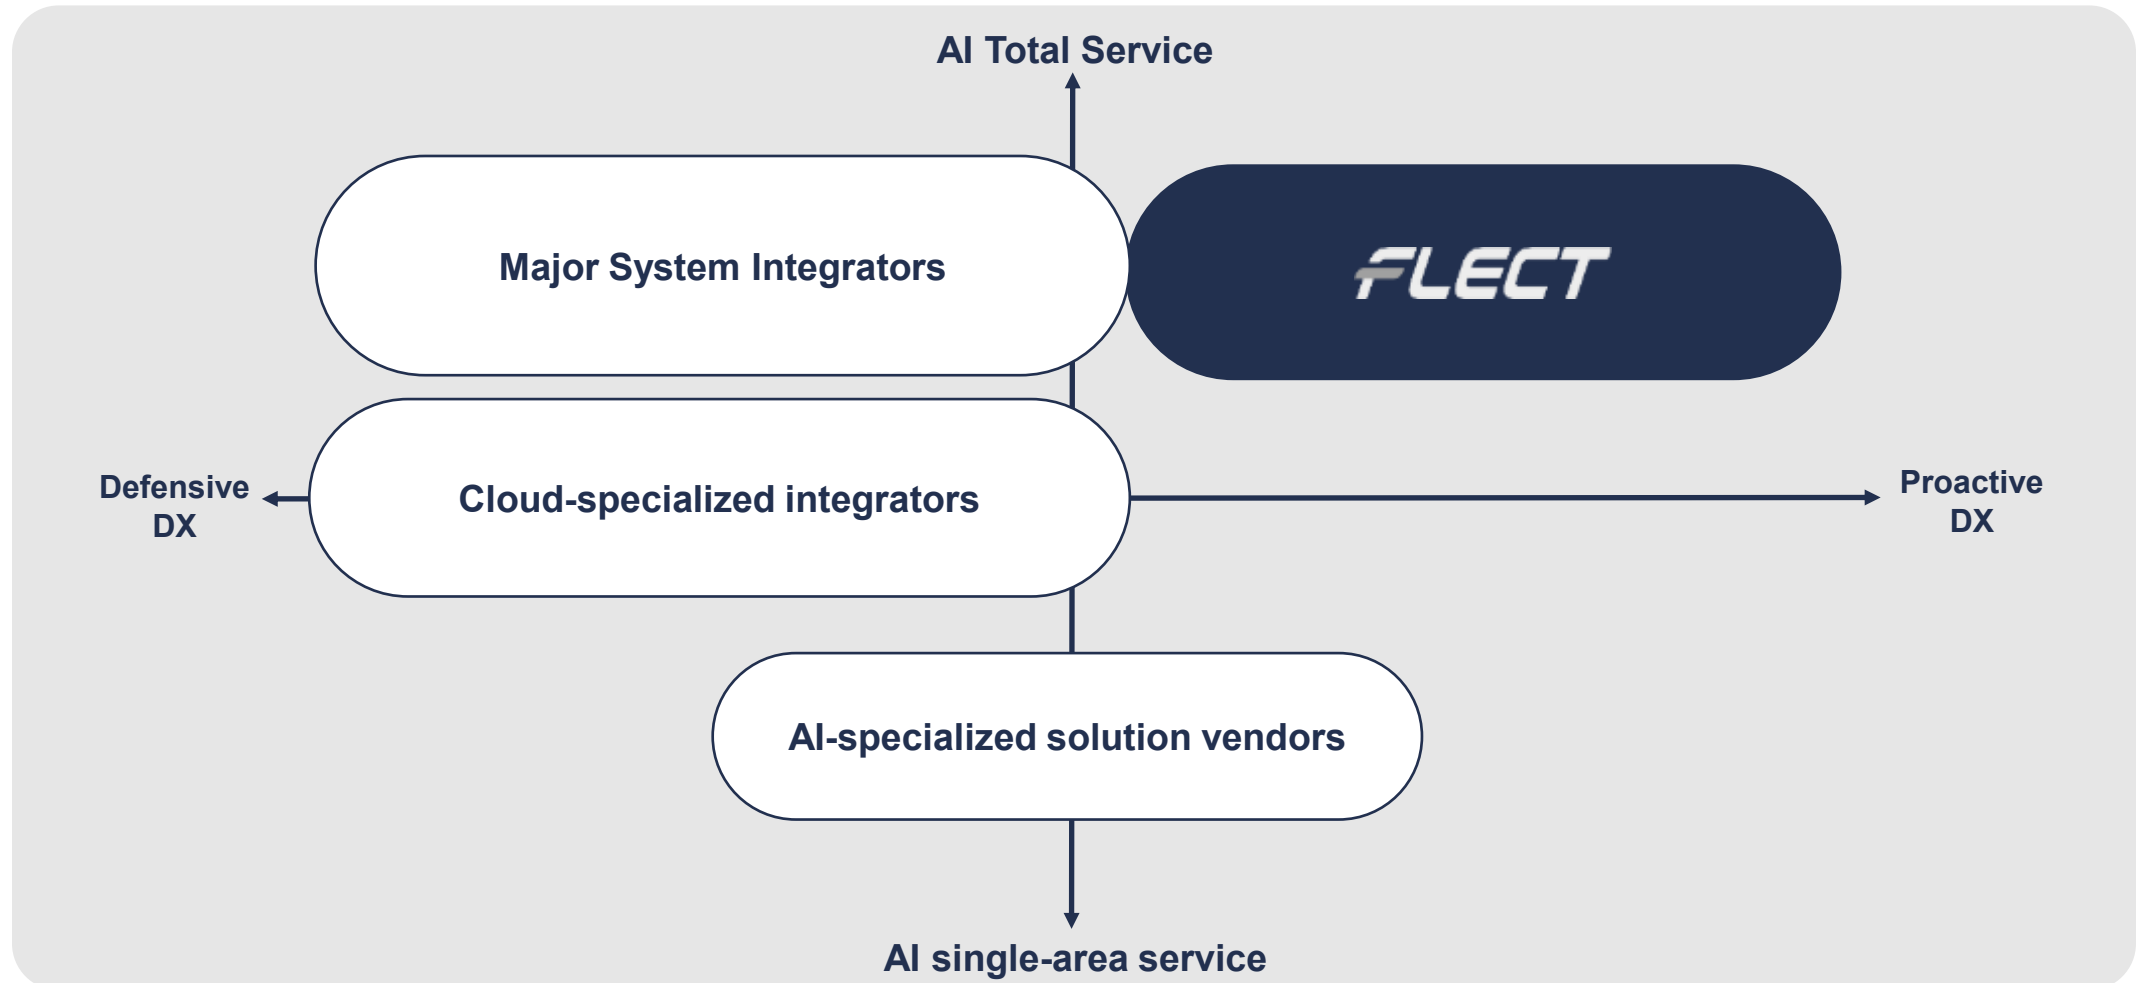 AI Total Service
Major System Integrators
FLECT
Defensive
DX
Cloud-specialized integrators
Proactive
DX
AI-specialized solution vendors
AI single-area service